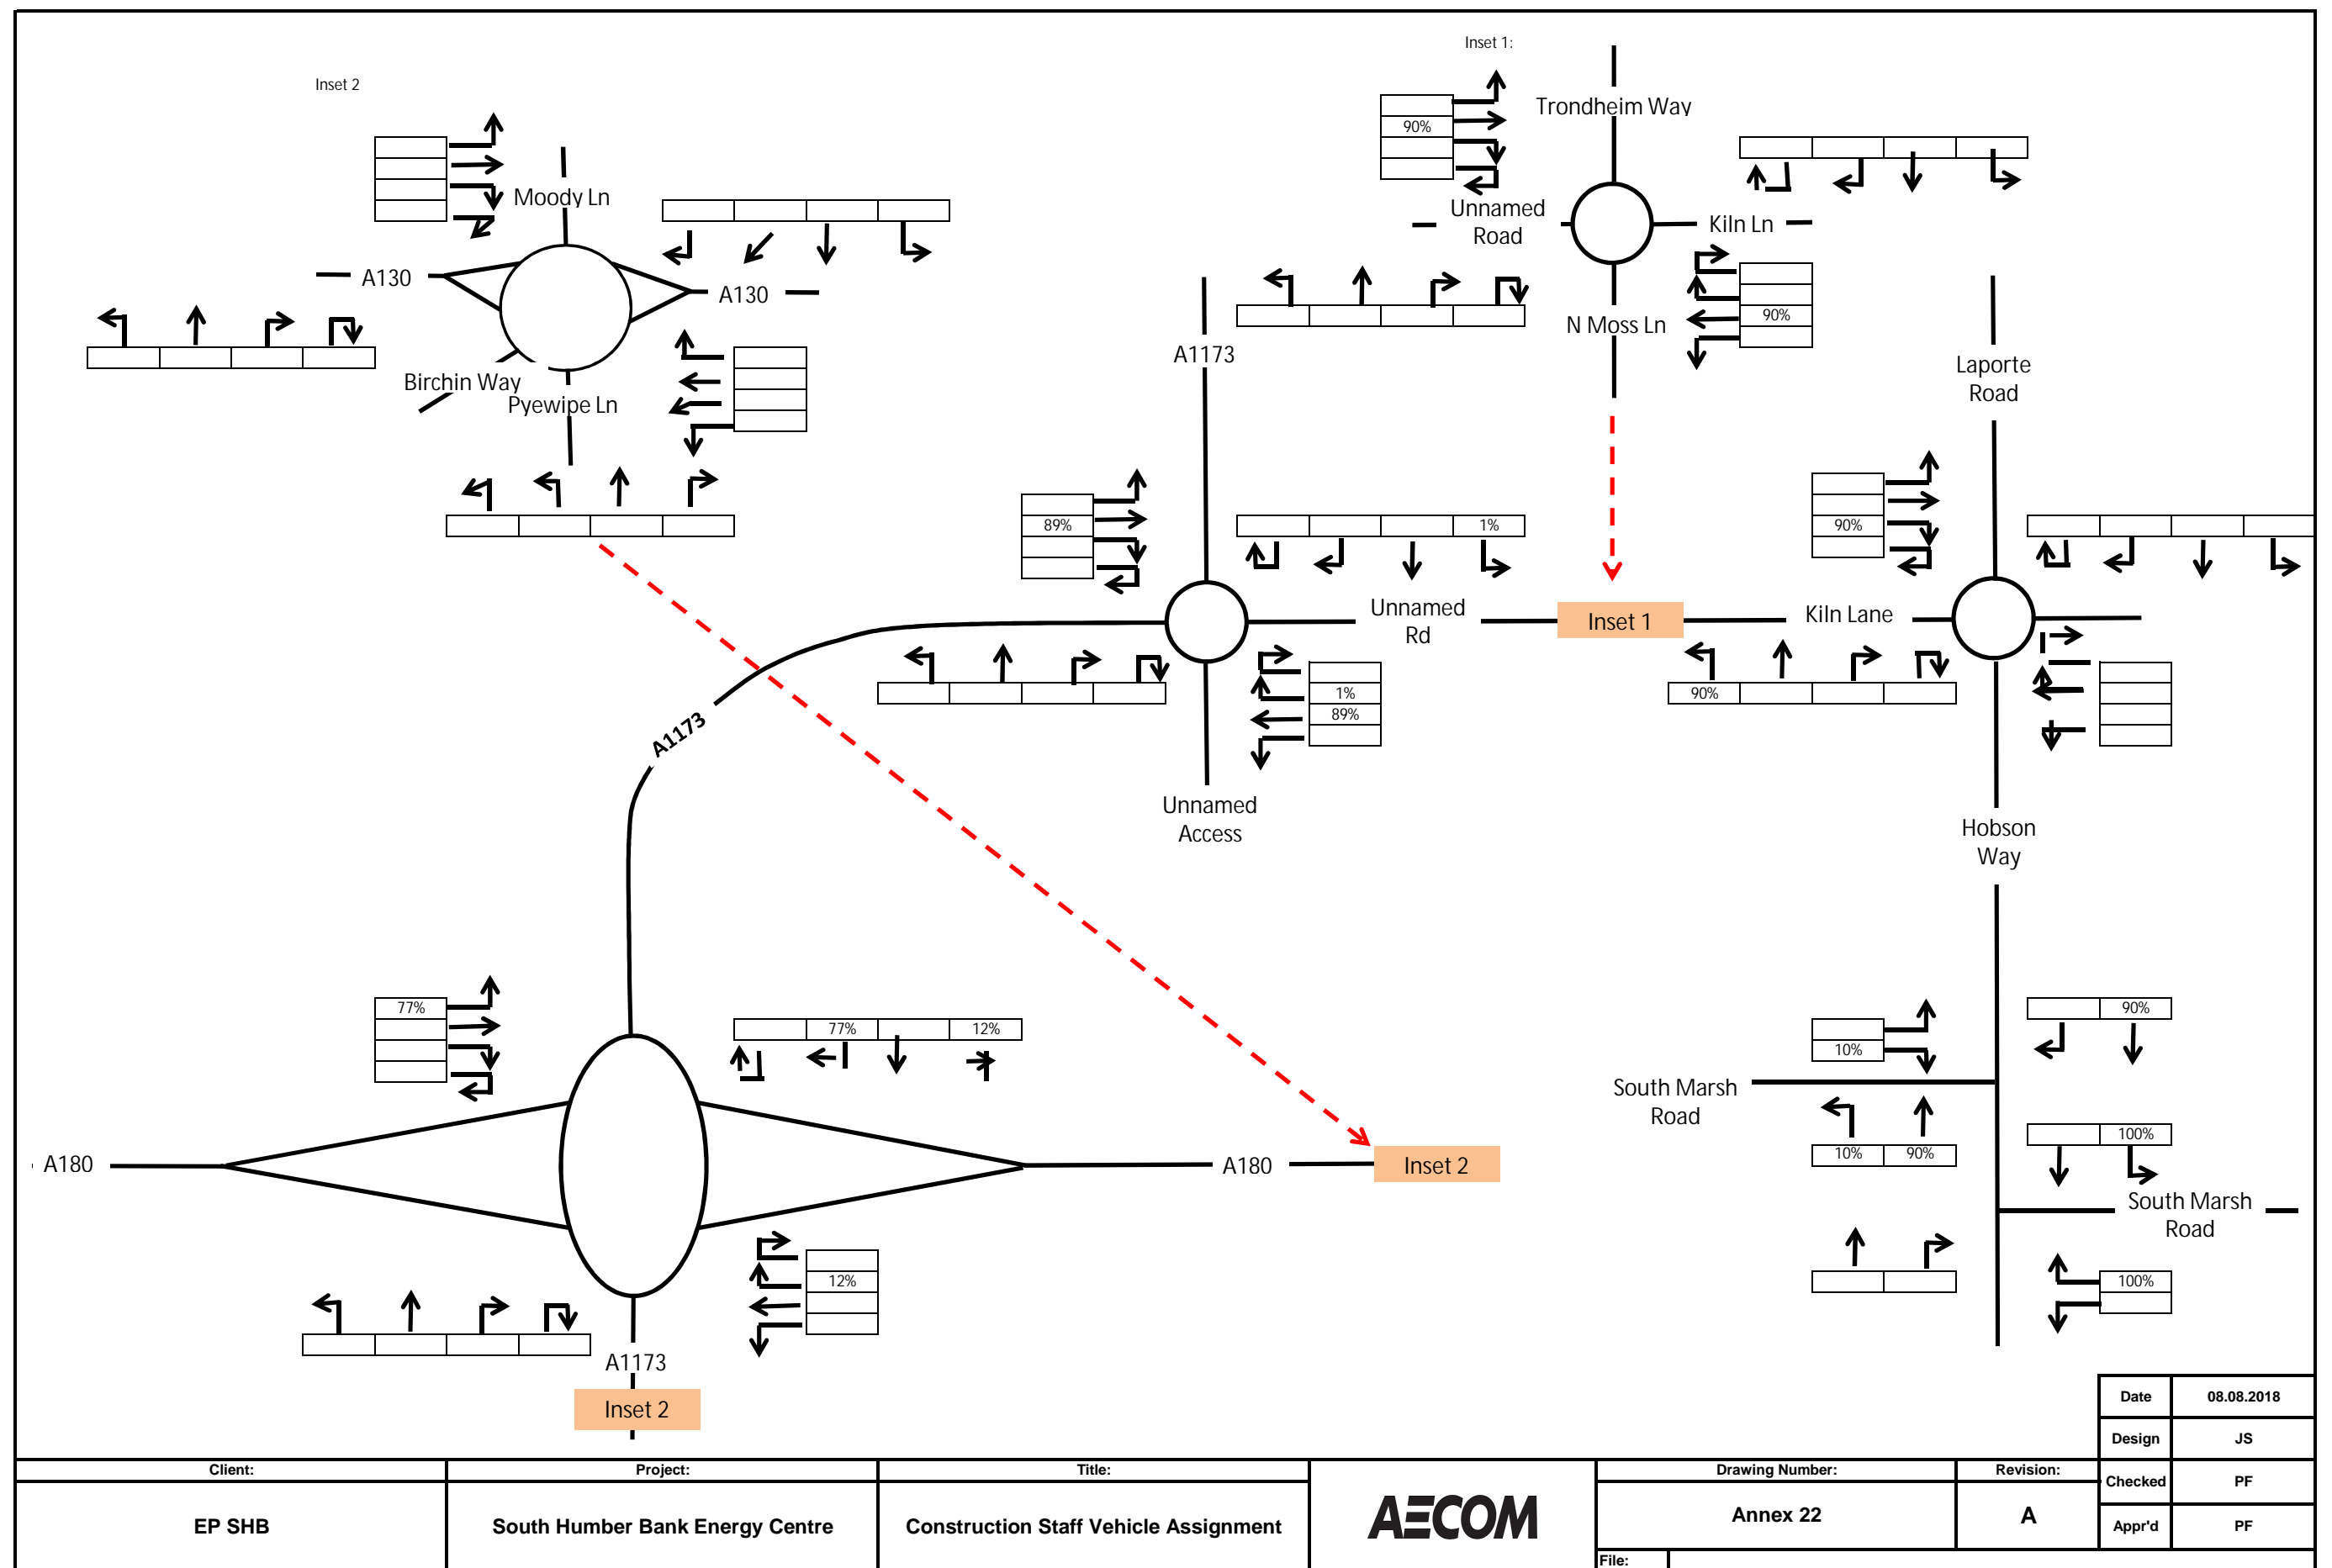 Inset 1:
Inset 2
Trondheim Way
90%
Moody Ln
Unnamed
Road
Kiln Ln
A130
A130
90%
N Moss Ln
A1173
Laporte
Road
Birchin Way
Pyewipe Ln
89%
1%
90%
Unnamed
Rd
Inset 1
Kiln Lane
1%
89%
90%
A1173
Unnamed
Access
Hobson
Way
77%
77%
12%
90%
10%
South Marsh
Road
10%
90%
100%
A180
A180
Inset 2
South Marsh
Road
12%
100%
A1173
Inset 2
Date
08.08.2018
Design
JS
Client:
Project:
Title:
Drawing Number:
Revision:
Checked
PF
EP SHB
South Humber Bank Energy Centre
Construction Staff Vehicle Assignment
AECOM
Annex 22
A
Appr'd
PF
File: